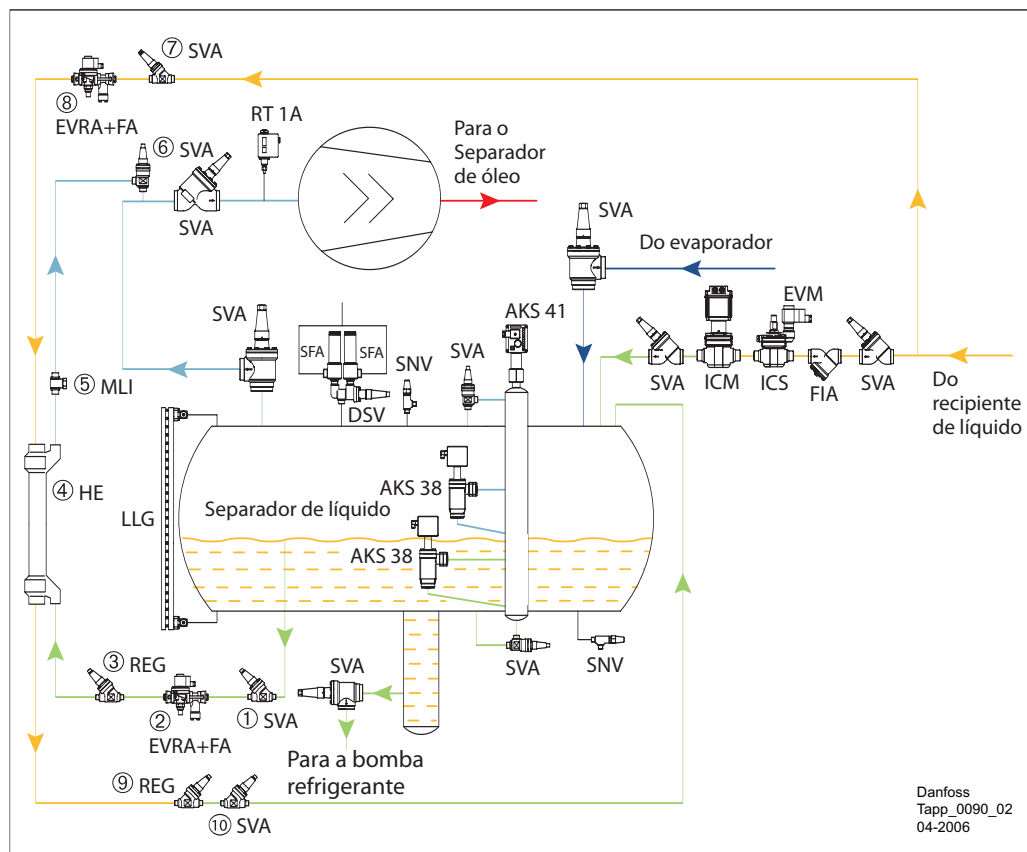 ⑦ SVA
⑧
EVRA+FA
RT 1A
Para o
Separador
de óleo
⑥ SVA
SVA
SVA
Do evaporador
SVA
AKS 41
EVM
SFA
SFA
SNV
SVA
DSV
SVA
ICM
ICS
FIA
SVA
Do
recipiente
de líquido
⑤ MLI
④ HE
LLG
Separador de líquido
AKS 38
AKS 38
③ REG
②
EVRA+FA
① SVA
SVA
SVA
SNV
Para a bomba
refrigerante
⑨ REG
⑩ SVA
Danfoss
Tapp_0090_02
04-2006